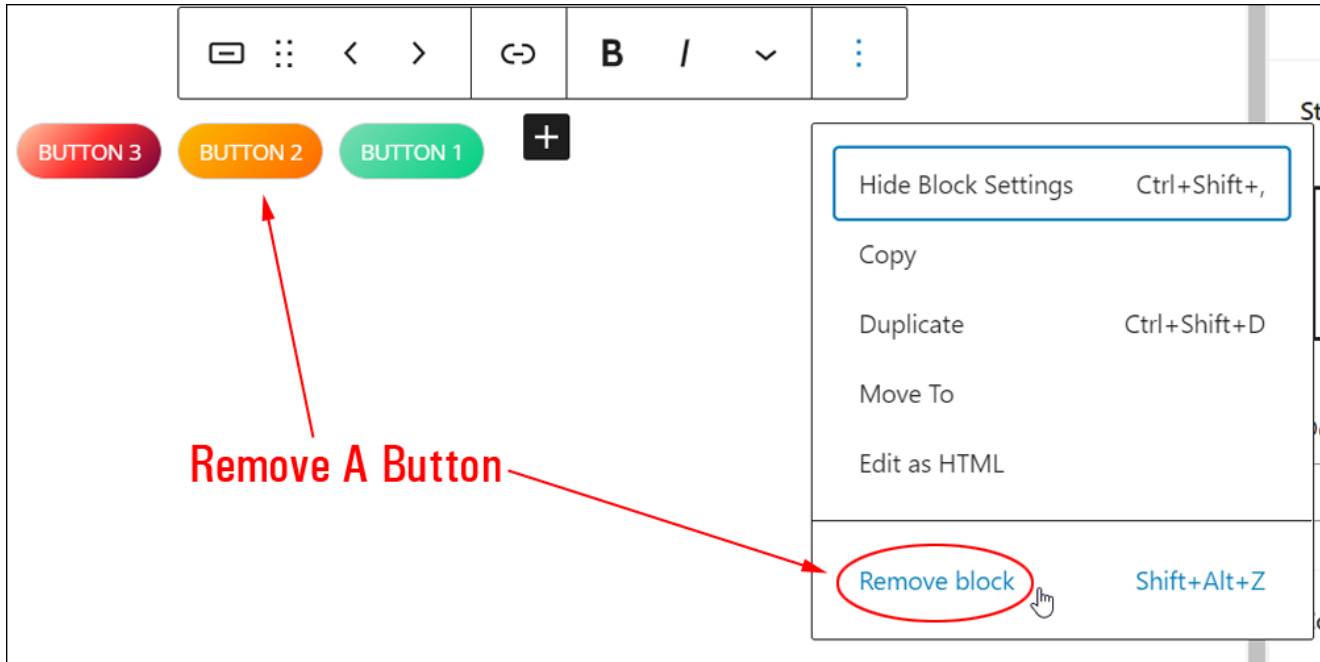 B I
St
BUTTON 3 BUTTON 2 BUTTON 1
Hide Block Settings Ctrl+Shift+,
Copy
Duplicate Ctrl+Shift+D
Move To
Edit as HTML
Remove A Button
Remove block Shift+Alt+Z